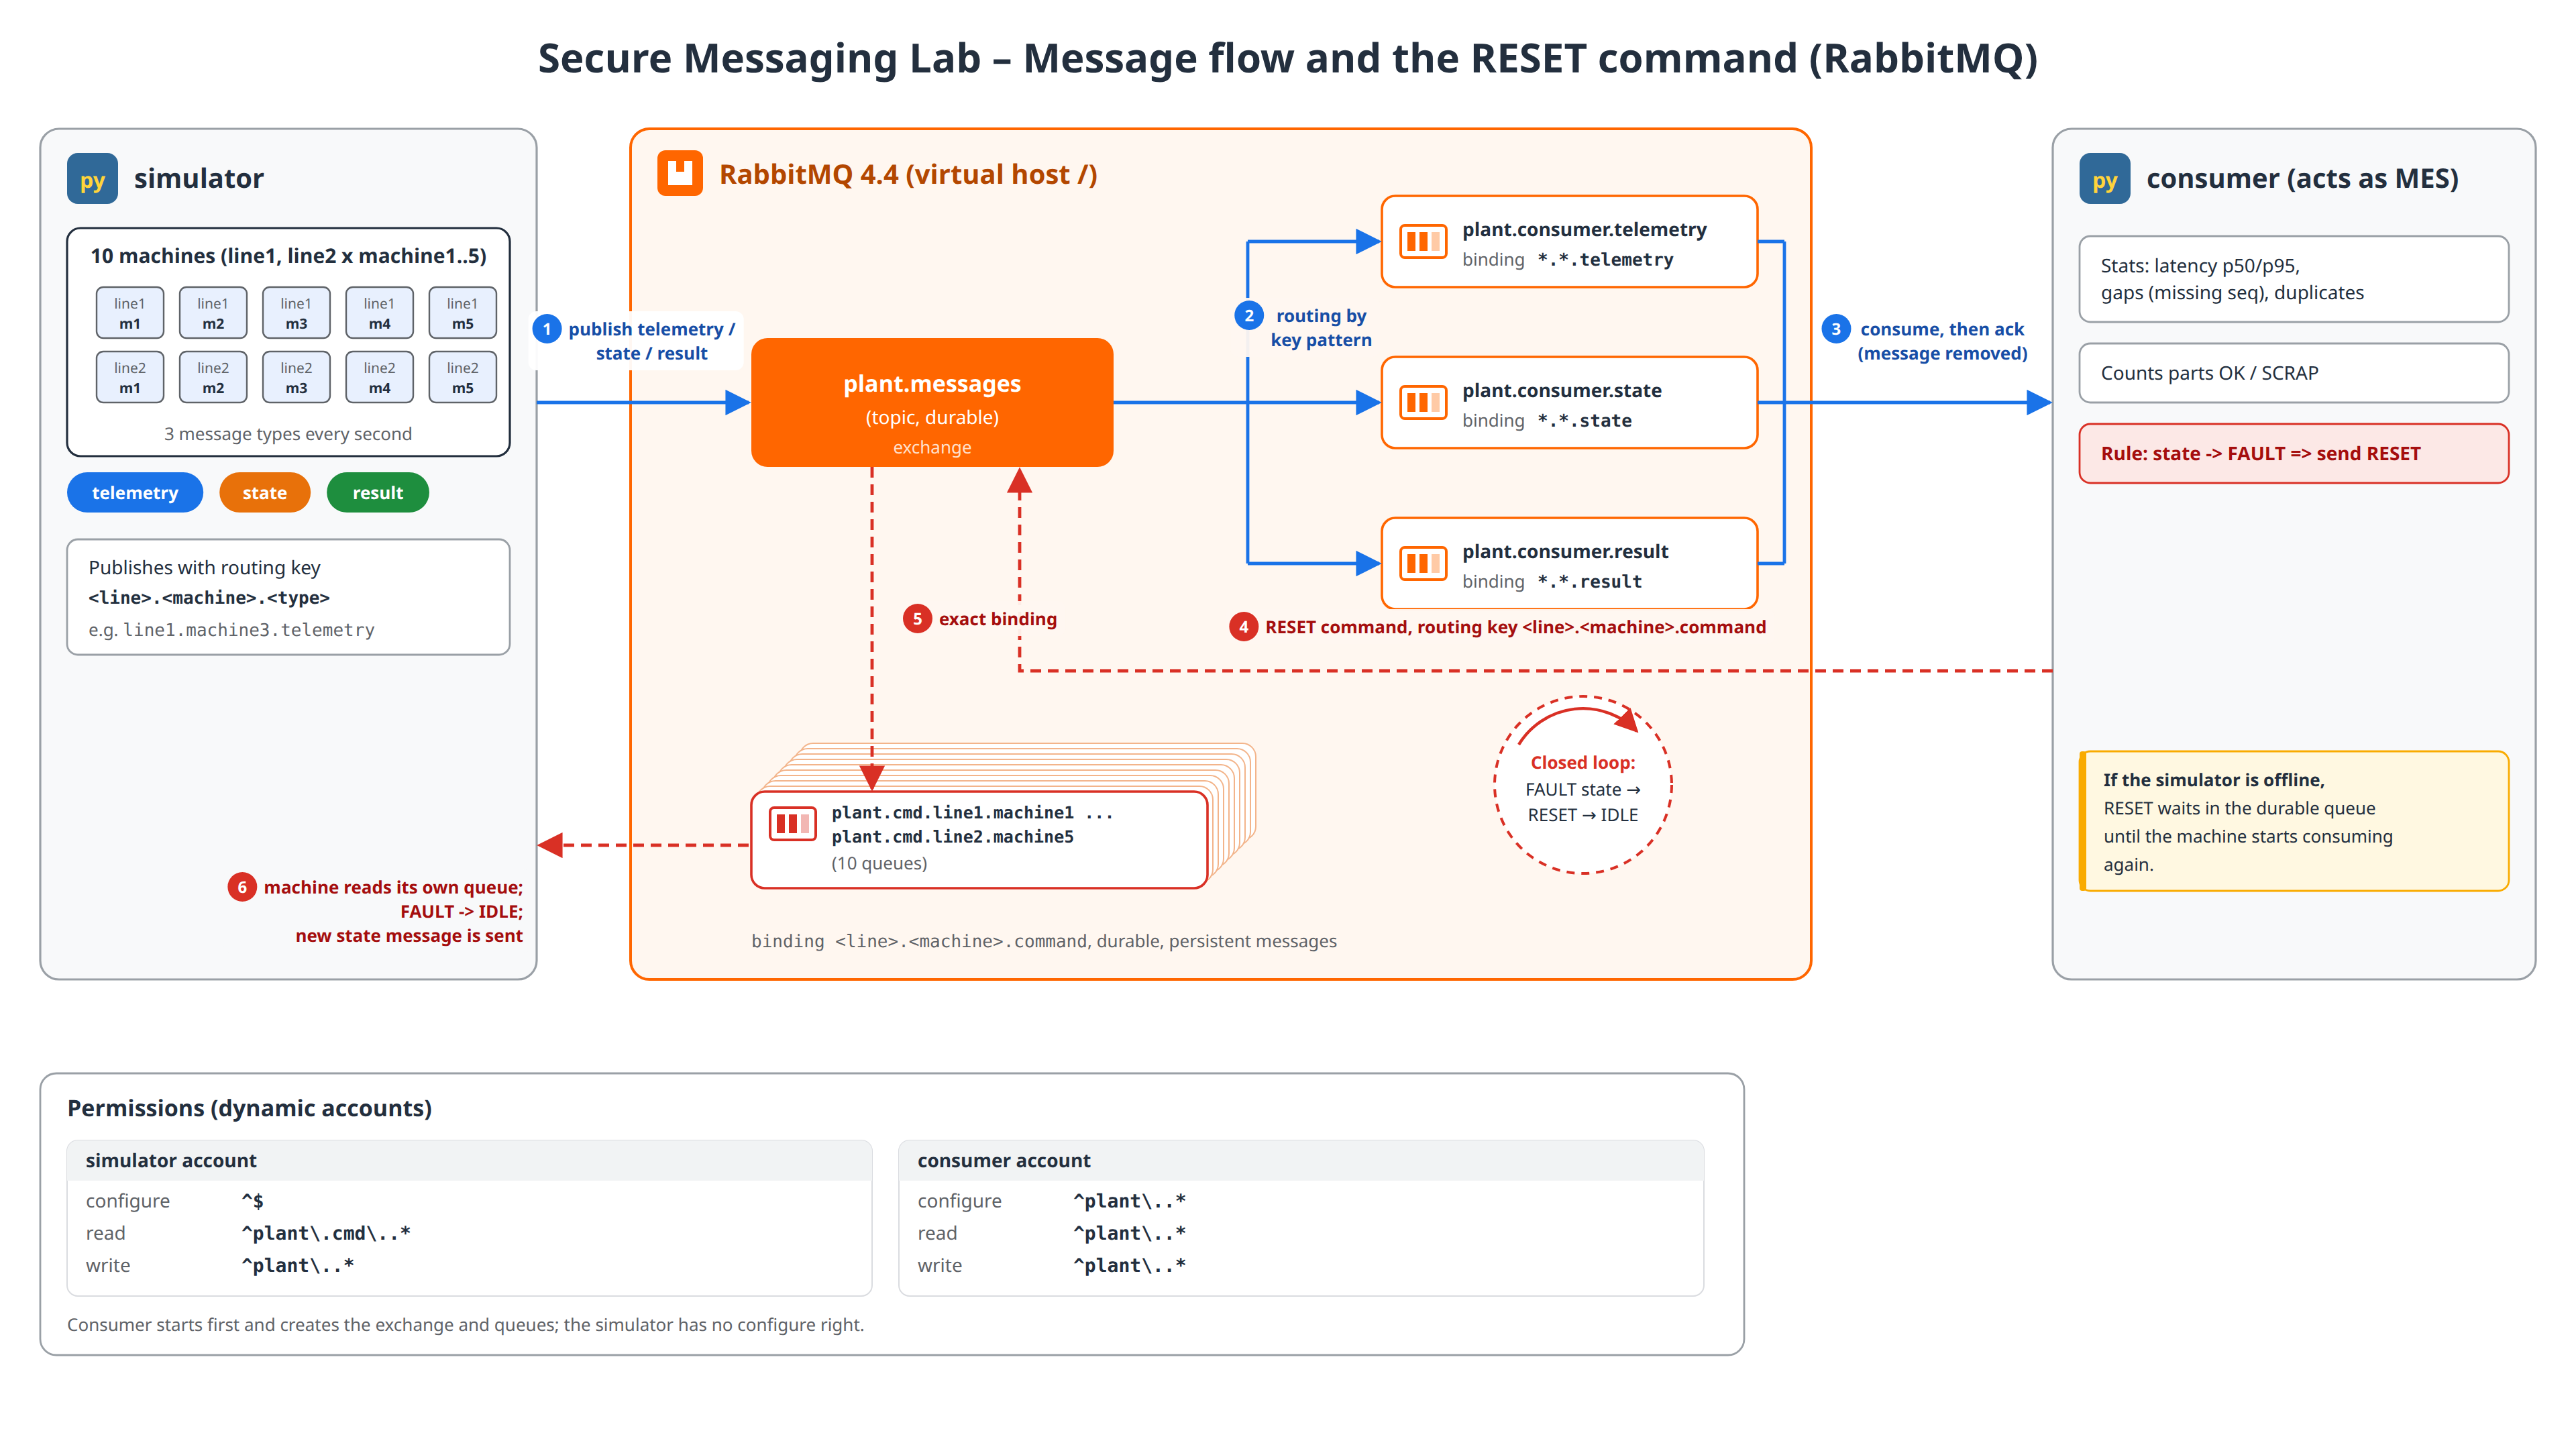 Secure Messaging Lab – Message flow and the RESET command (RabbitMQ)
py simulator
10 machines (line1, line2 x machine1..5)
line1 line1 line1 line1 line1
m1 m2 m3 m4 m5
line2 line2 line2 line2 line2
m1 m2 m3 m4 m5
3 message types every second
telemetry state result
Publishes with routing key
<line>.<machine>.<type>
e.g. line1.machine3.telemetry
1 publish telemetry /
state / result
RabbitMQ 4.4 (virtual host /)
plant.messages
(topic, durable)
exchange
2 routing by
key pattern
plant.consumer.telemetry
binding *.*.telemetry
plant.consumer.state
binding *.*.state
plant.consumer.result
binding *.*.result
3 consume, then ack
(message removed)
py consumer (acts as MES)
Stats: latency p50/p95,
gaps (missing seq), duplicates
Counts parts OK / SCRAP
Rule: state -> FAULT => send RESET
4 RESET command, routing key <line>.<machine>.command
5 exact binding
plant.cmd.line1.machine1 ...
plant.cmd.line2.machine5
(10 queues)
binding <line>.<machine>.command, durable, persistent messages
Closed loop:
FAULT state →
RESET → IDLE
6 machine reads its own queue;
FAULT -> IDLE;
new state message is sent
If the simulator is offline,
RESET waits in the durable queue
until the machine starts consuming
again.
Permissions (dynamic accounts)
simulator account
configure ^$
read ^plant\.cmd\..*
write ^plant\..*
consumer account
configure ^plant\..*
read ^plant\..*
write ^plant\..*
Consumer starts first and creates the exchange and queues; the simulator has no configure right.